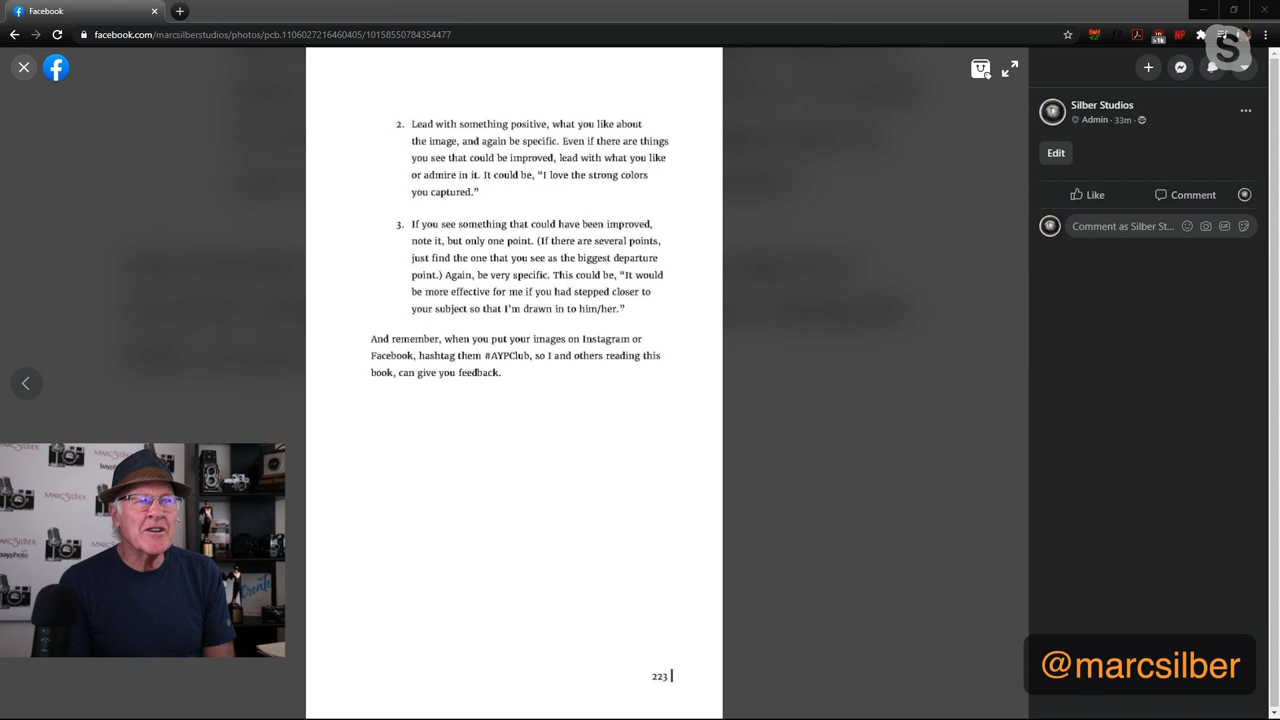 Facebook
facebook.com/marcsilberstudios/photos/pcb.1106027216460405/10158550784354477
Silber Studios
Admin · 33m ·
Edit
Like
Comment
Comment as Silber St...
2. Lead with something positive, what you like about
the image, and again be specific. Even if there are things
you see that could be improved, lead with what you like
or admire in it. It could be, “I love the strong colors
you captured.”
3. If you see something that could have been improved,
note it, but only one point. (If there are several points,
just find the one that you see as the biggest departure
point.) Again, be very specific. This could be, “It would
be more effective for me if you had stepped closer to
your subject so that I'm drawn in to him/her.”
And remember, when you put your images on Instagram or
Facebook, hashtag them #AYPClub, so I and others reading this
book, can give you feedback.
223
MARCSILBER
bayphoto
Create
@marcsilber